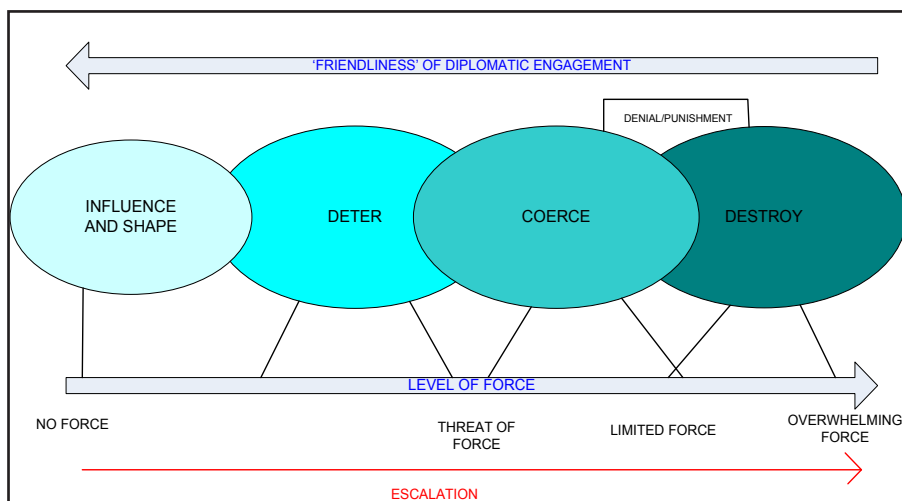 ‘FRIENDLINESS’ OF DIPLOMATIC ENGAGEMENT
DENIAL/PUNISHMENT
INFLUENCE
AND SHAPE
DETER
COERCE
DESTROY
LEVEL OF FORCE
NO FORCE
THREAT OF
FORCE
LIMITED FORCE
OVERWHELMING
FORCE
ESCALATION